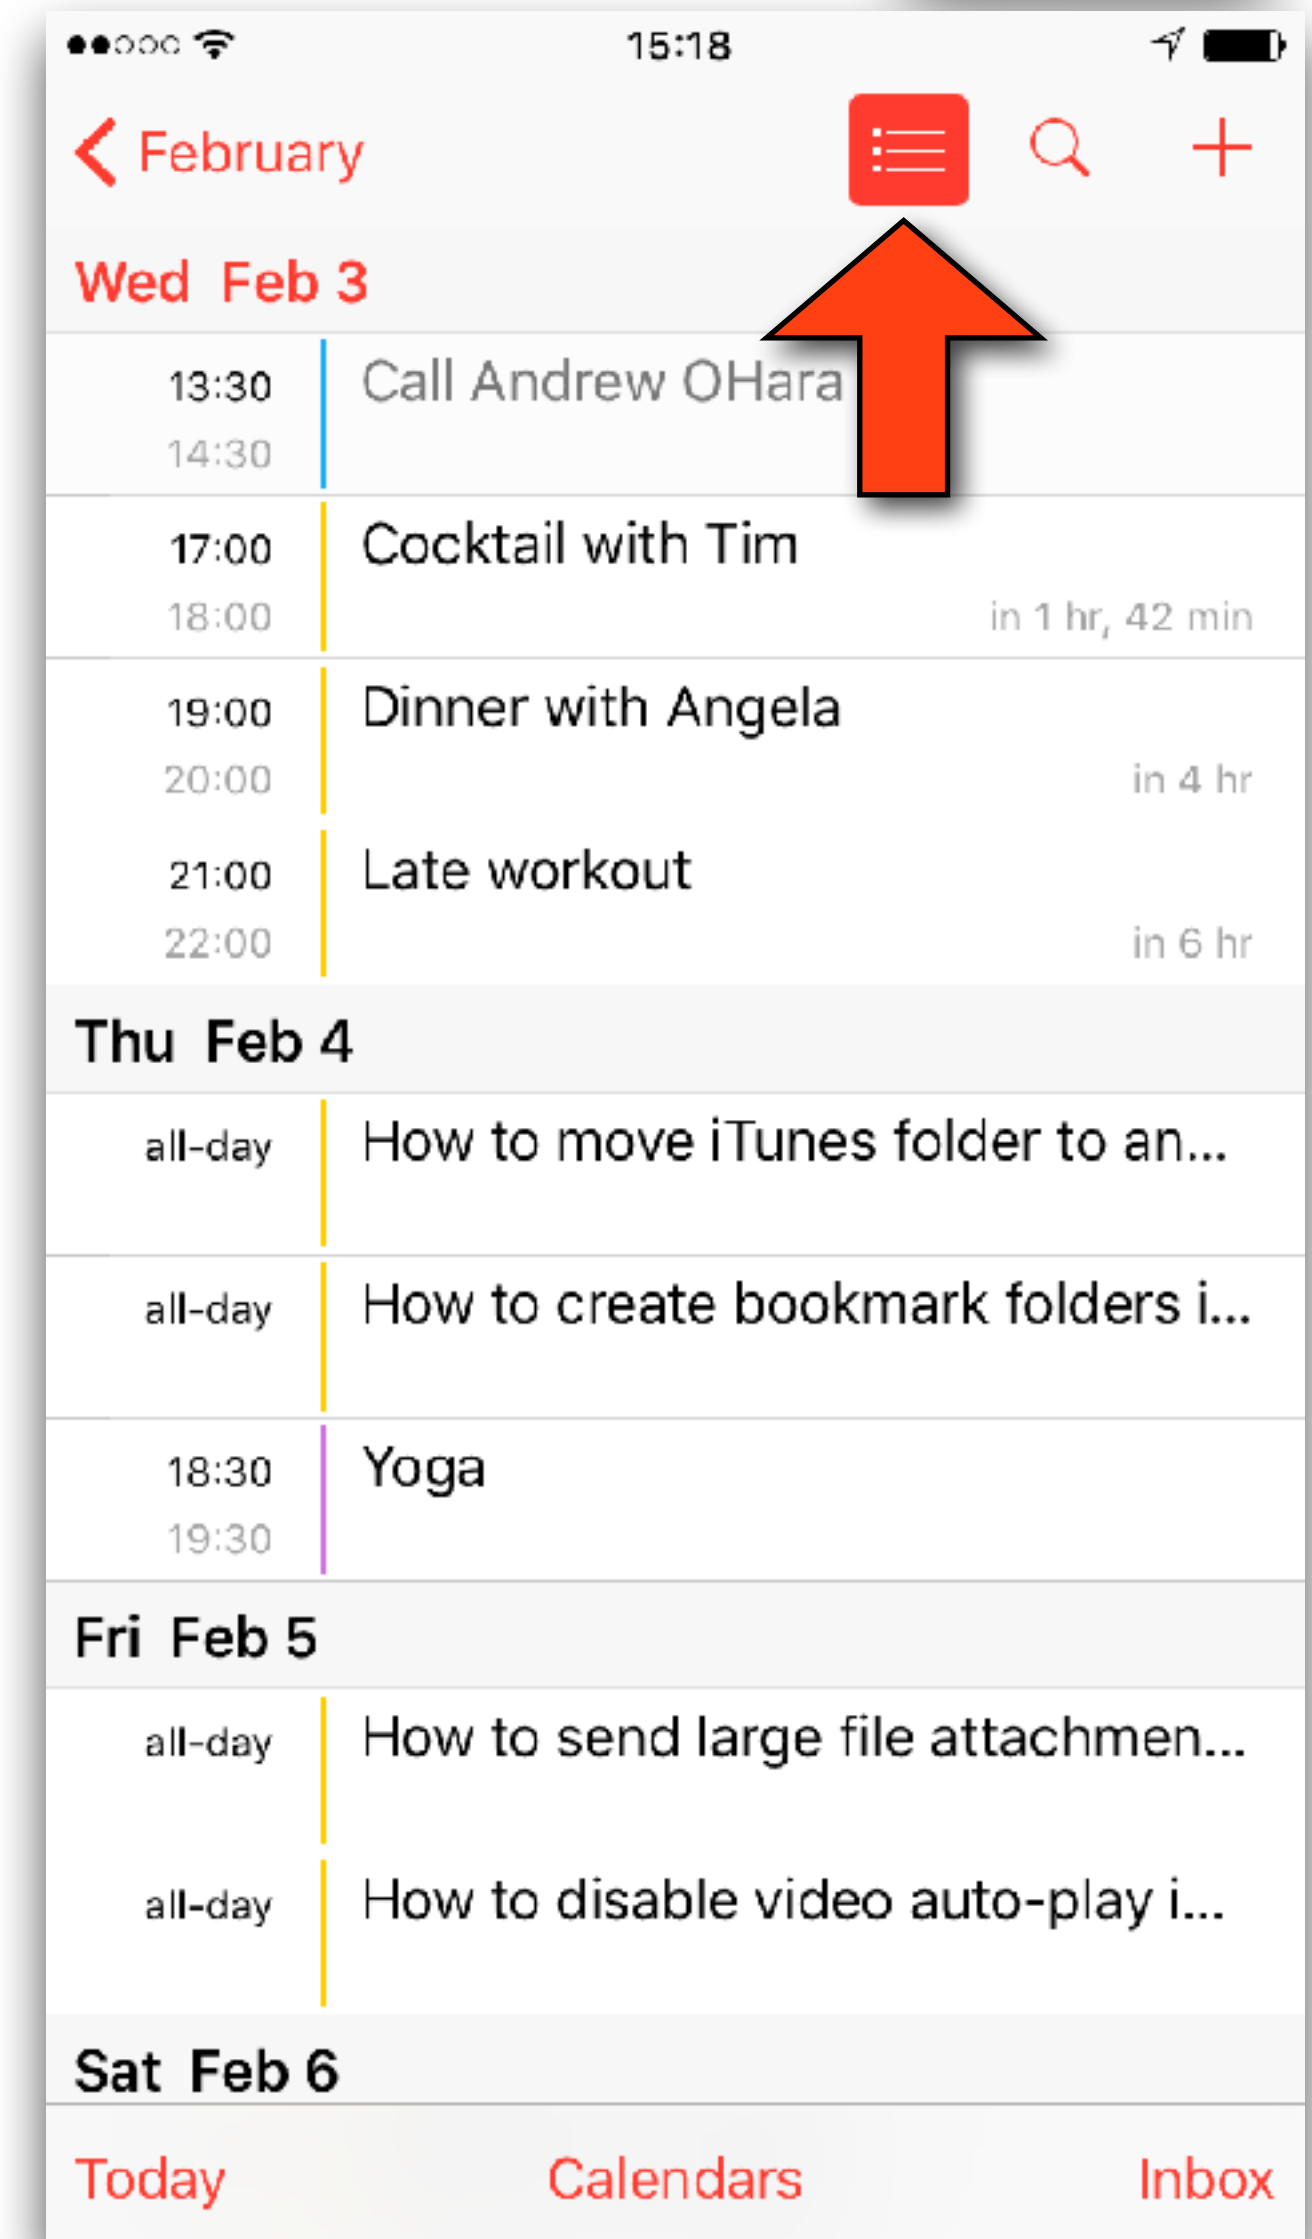 15:18
February
Wed Feb 3
13:30 Call Andrew OHara
14:30
17:00 Cocktail with Tim
18:00 in 1 hr, 42 min
19:00 Dinner with Angela
20:00 in 4 hr
21:00 Late workout
22:00 in 6 hr
Thu Feb 4
all-day How to move iTunes folder to an...
all-day How to create bookmark folders i...
18:30 Yoga
19:30
Fri Feb 5
all-day How to send large file attachmen...
all-day How to disable video auto-play i...
Sat Feb 6
Today Calendars Inbox